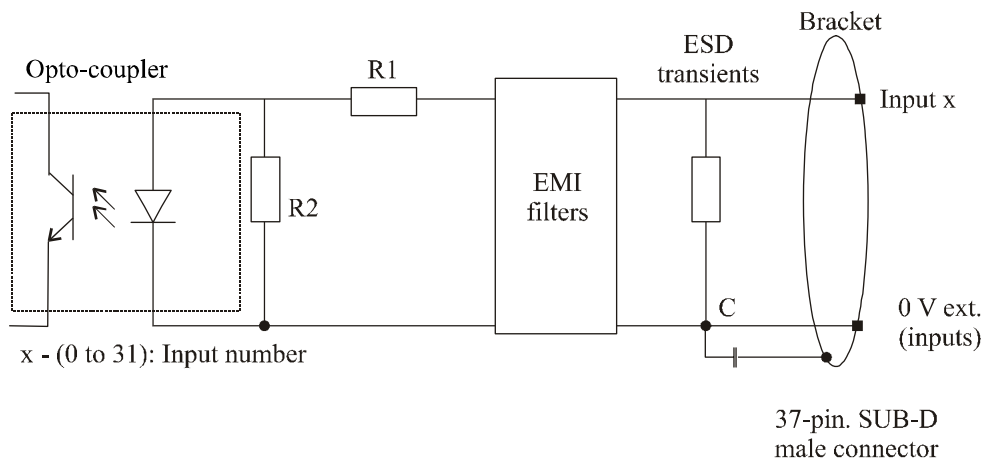 Bracket
ESD
transients
Opto-coupler
R1
Input x
EMI
filters
R2
C
0 V ext.
(inputs)
x - (0 to 31): Input number
37-pin. SUB-D
male connector